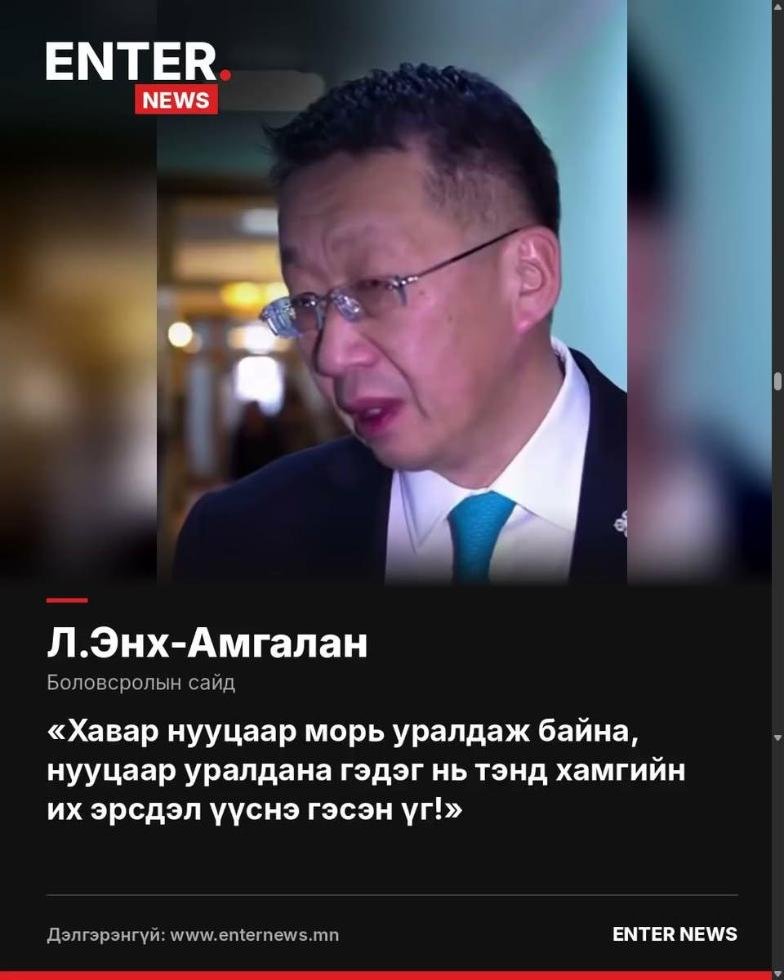 ENTER.
NEWS
Л.Энх-Амгалан
Боловсролын сайд
«Хавар нууцаар морь уралдаж байна,
нууцаар уралдана гэдэг нь тэнд хамгийн
их эрсдэл үүснэ гэсэн үг!»
Дэлгэрэнгүй: www.enternews.mn
ENTER NEWS